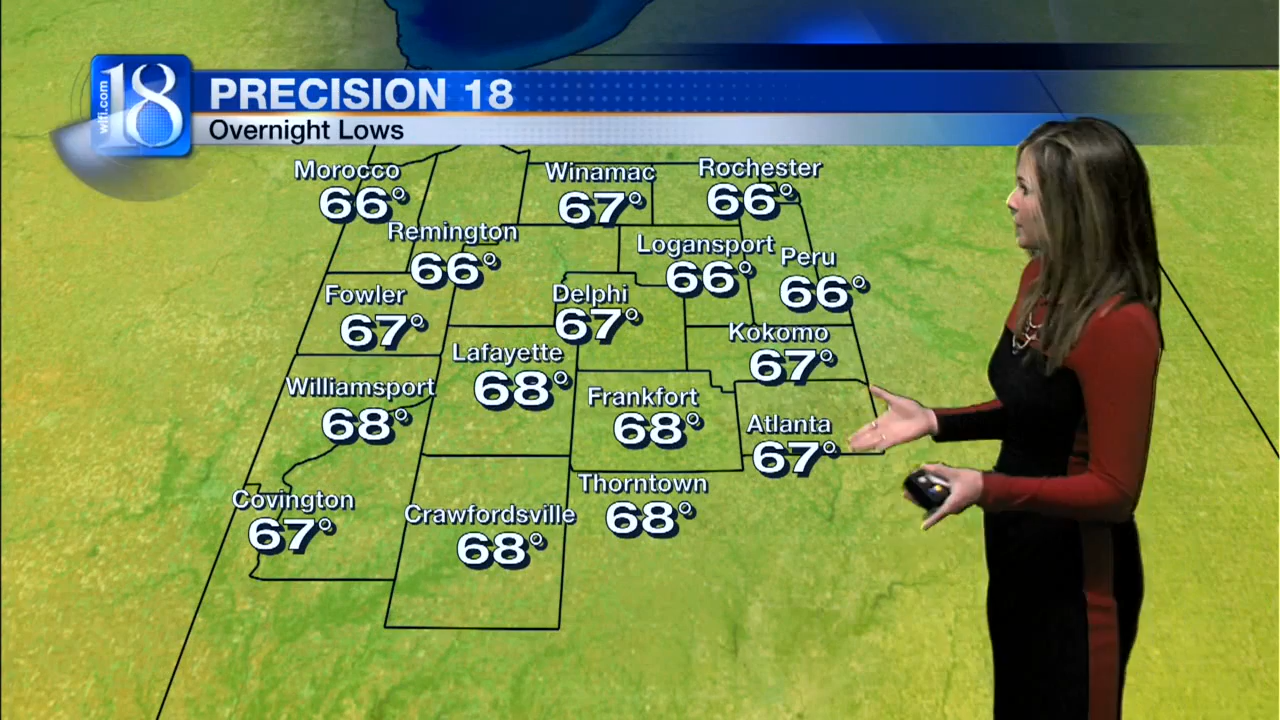 wlfi.com
18
PRECISION 18
Overnight Lows
Morocco
66°
Winamac
67°
Rochester
66°
Remington
66°
Logansport
66°
Peru
66°
Fowler
67°
Delphi
67°
Kokomo
67°
Lafayette
68°
Williamsport
68°
Frankfort
68°
Atlanta
67°
Thorntown
68°
Covington
67°
Crawfordsville
68°